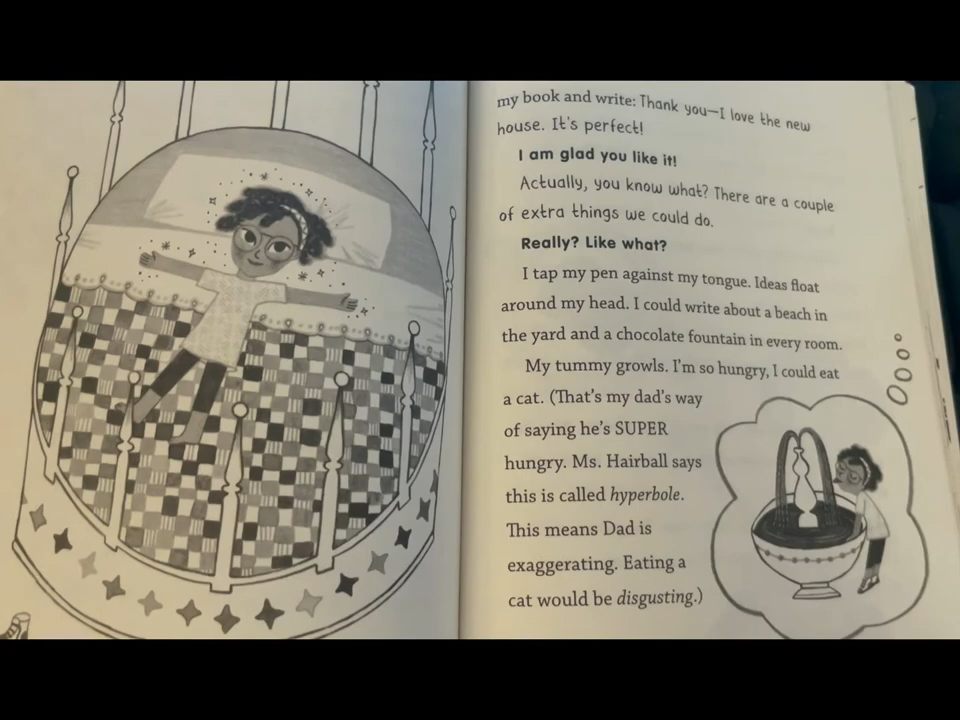 my book and write: Thank you—I love the new
house. It's perfect!
I am glad you like it!
Actually, you know what? There are a couple
of extra things we could do.
Really? Like what?
I tap my pen against my tongue. Ideas float
around my head. I could write about a beach in
the yard and a chocolate fountain in every room.
My tummy growls. I'm so hungry, I could eat
a cat. (That's my dad's way
of saying he's SUPER
hungry. Ms. Hairball says
this is called hyperbole.
This means Dad is
exaggerating. Eating a
cat would be disgusting.)